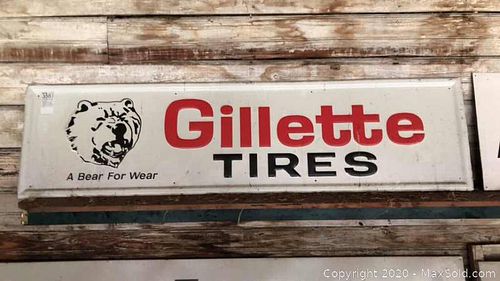 Gillette
TIRES
A Bear For Wear
Copyright © 2020 - MaxSold.com